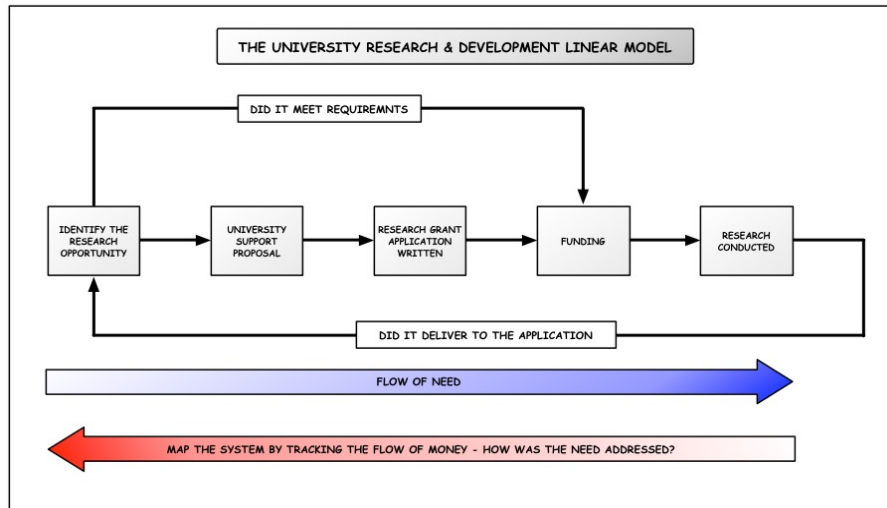 THE UNIVERSITY RESEARCH & DEVELOPMENT LINEAR MODEL
DID IT MEET REQUIREMNTS
IDENTIFY THE
RESEARCH
OPPORTUNITY
UNIVERSITY
SUPPORT
PROPOSAL
RESEARCH GRANT
APPLICATION
WRITTEN
FUNDING
RESEARCH
CONDUCTED
DID IT DELIVER TO THE APPLICATION
FLOW OF NEED
MAP THE SYSTEM BY TRACKING THE FLOW OF MONEY - HOW WAS THE NEED ADDRESSED?